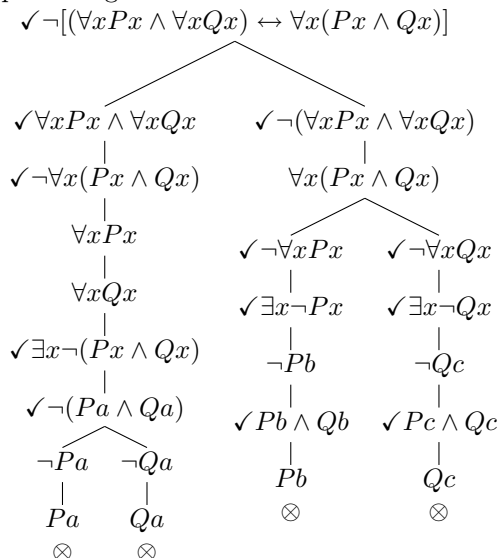 ✓¬[(∀xPx ∧ ∀xQx) ↔ ∀x(Px ∧ Qx)]
✓∀xPx ∧ ∀xQx
✓¬∀x(Px ∧ Qx)
∀xPx
∀xQx
✓∃x¬(Px ∧ Qx)
✓¬(Pa ∧ Qa)
¬Pa ¬Qa
Pa Qa
⊗ ⊗
✓¬(∀xPx ∧ ∀xQx)
∀x(Px ∧ Qx)
✓¬∀xPx ✓¬∀xQx
✓∃x¬Px ✓∃x¬Qx
¬Pb ¬Qc
✓Pb ∧ Qb ✓Pc ∧ Qc
Pb Qc
⊗ ⊗